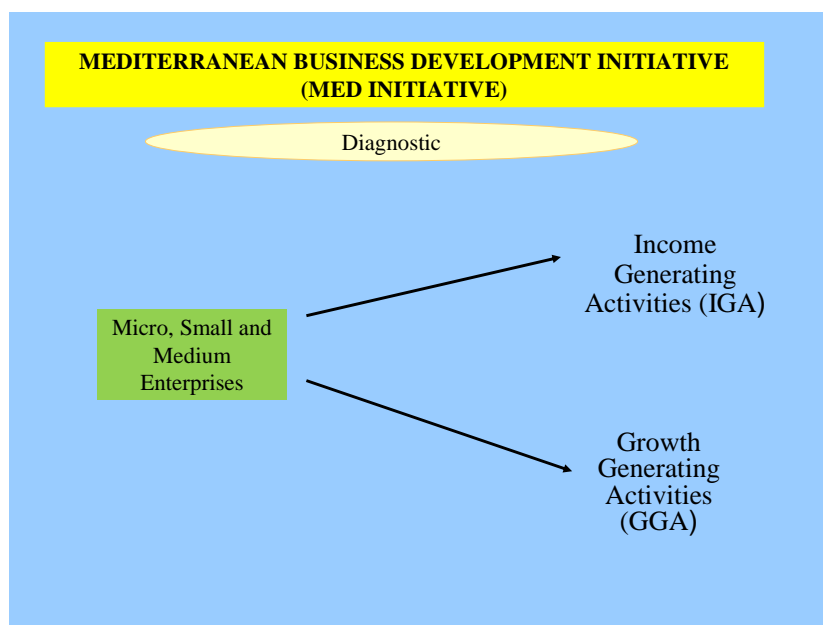 MEDITERRANEAN BUSINESS DEVELOPMENT INITIATIVE
(MED INITIATIVE)
Diagnostic
Income
Generating
Activities (IGA)
Micro, Small and
Medium
Enterprises
Growth
Generating
Activities
(GGA)